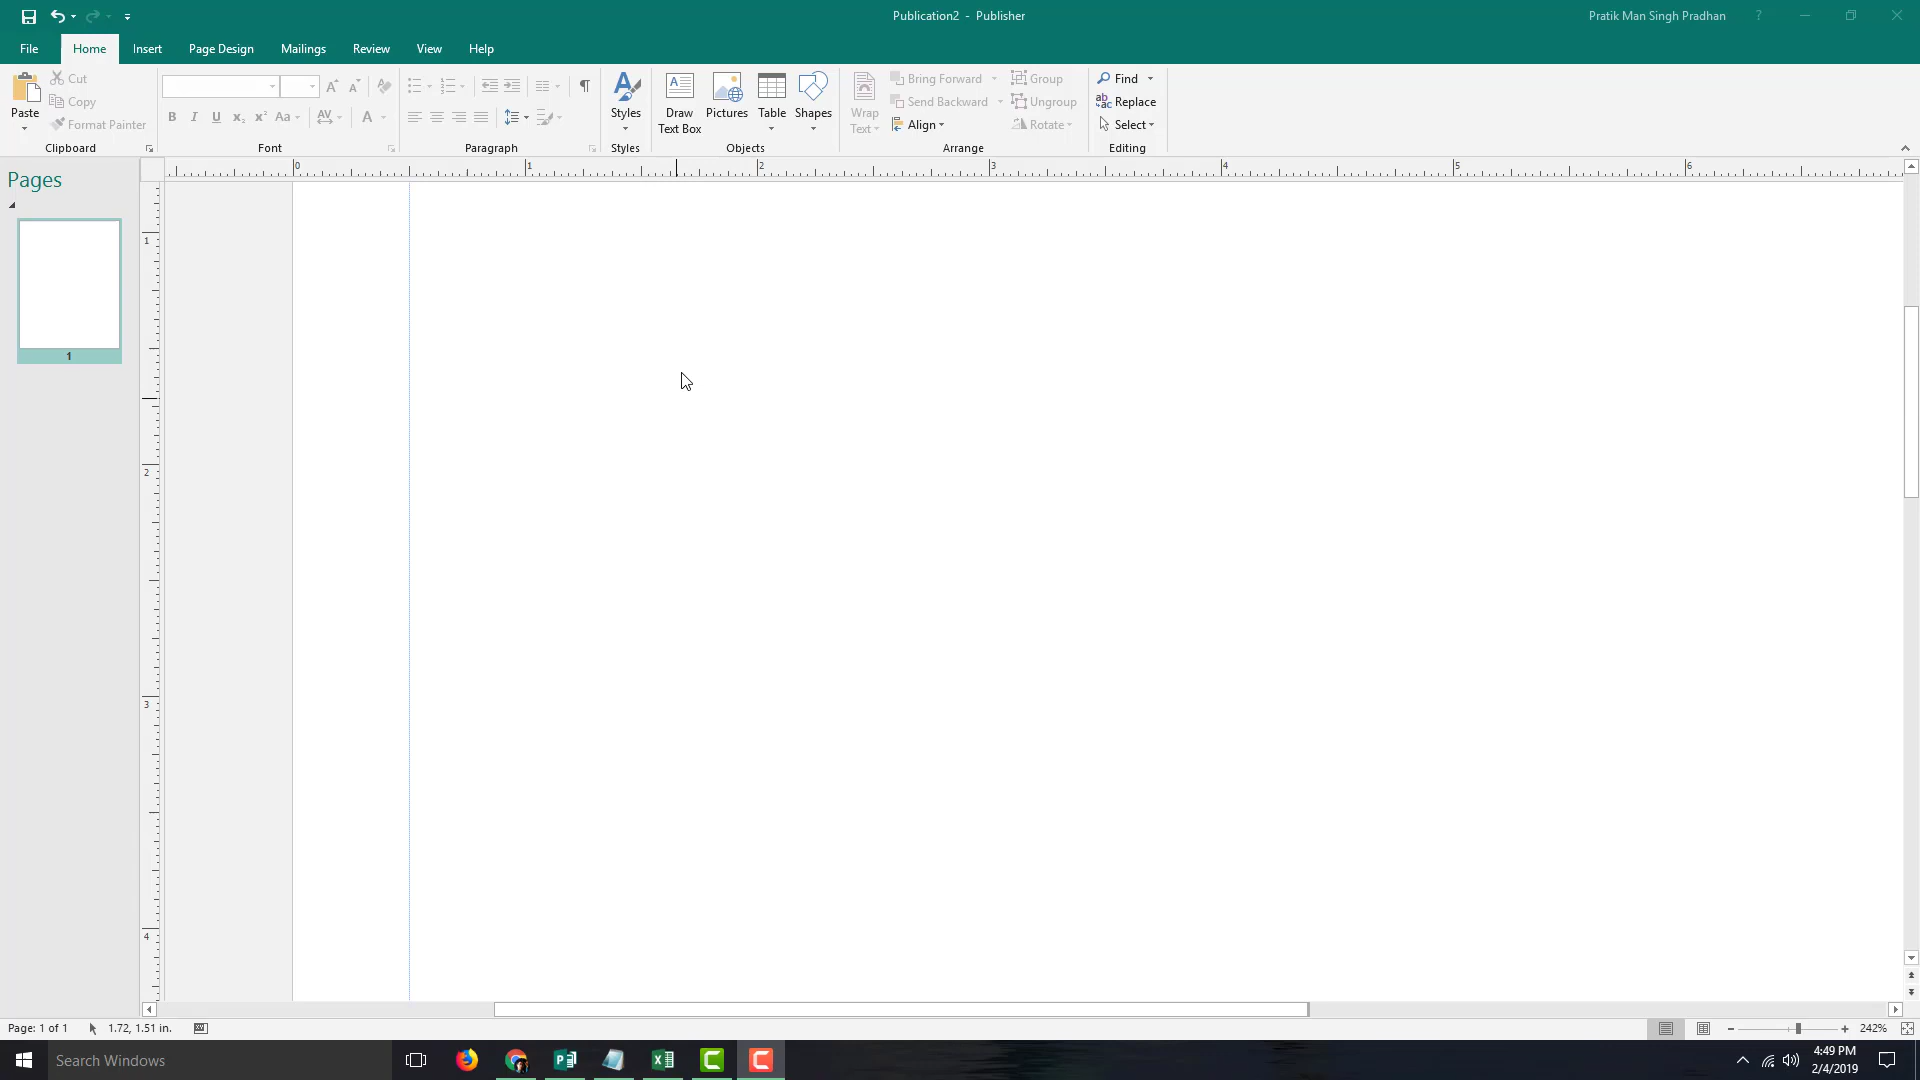 Publication2 - Publisher
Pratik Man Singh Pradhan
?
File Home Insert Page Design Mailings Review View Help
Paste
Cut
Copy
Format Painter
Clipboard
B I U x₂ x² Aa AV A
Font
¶
Paragraph
Styles
Styles
Draw
Text Box
Pictures
Table
Shapes
Objects
Wrap
Text
Bring Forward
Send Backward
Align
Group
Ungroup
Rotate
Arrange
Find
Replace
Select
Editing
Pages
1
0 1 2 3 4 5 6
1
2
3
4
Page: 1 of 1
1.72, 1.51 in.
242%
Search Windows
4:49 PM
2/4/2019